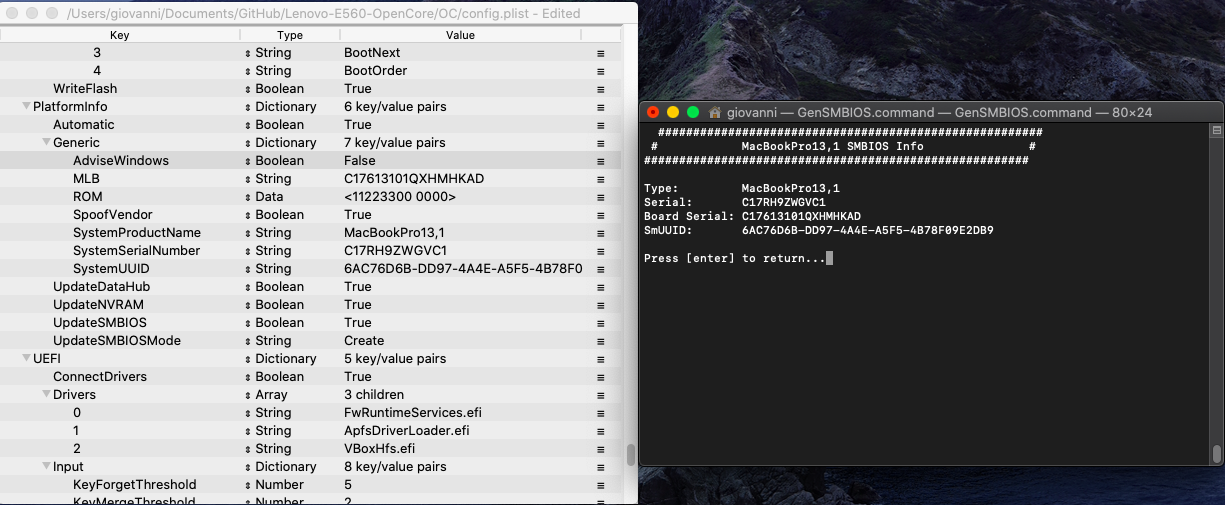 /Users/giovanni/Documents/GitHub/Lenovo-E560-OpenCore/OC/config.plist - Edited
Key Type Value
3 String BootNext
4 String BootOrder
WriteFlash Boolean True
PlatformInfo Dictionary 6 key/value pairs
Automatic Boolean True
Generic Dictionary 7 key/value pairs
AdviseWindows Boolean False
MLB String C17613101QXHMHKAD
ROM Data <11223300 0000>
SpoofVendor Boolean True
SystemProductName String MacBookPro13,1
SystemSerialNumber String C17RH9ZWGVC1
SystemUUID String 6AC76D6B-DD97-4A4E-A5F5-4B78F0
UpdateDataHub Boolean True
UpdateNVRAM Boolean True
UpdateSMBIOS Boolean True
UpdateSMBIOSMode String Create
UEFI Dictionary 5 key/value pairs
ConnectDrivers Boolean True
Drivers Array 3 children
0 String FwRuntimeServices.efi
1 String ApfsDriverLoader.efi
2 String VBoxHfs.efi
Input Dictionary 8 key/value pairs
KeyForgetThreshold Number 5
KeyMergeThreshold Number 2
giovanni — GenSMBIOS.command — GenSMBIOS.command — 80×24
#######################################################
# MacBookPro13,1 SMBIOS Info #
#######################################################
Type: MacBookPro13,1
Serial: C17RH9ZWGVC1
Board Serial: C17613101QXHMHKAD
SmUUID: 6AC76D6B-DD97-4A4E-A5F5-4B78F09E2DB9
Press [enter] to return...